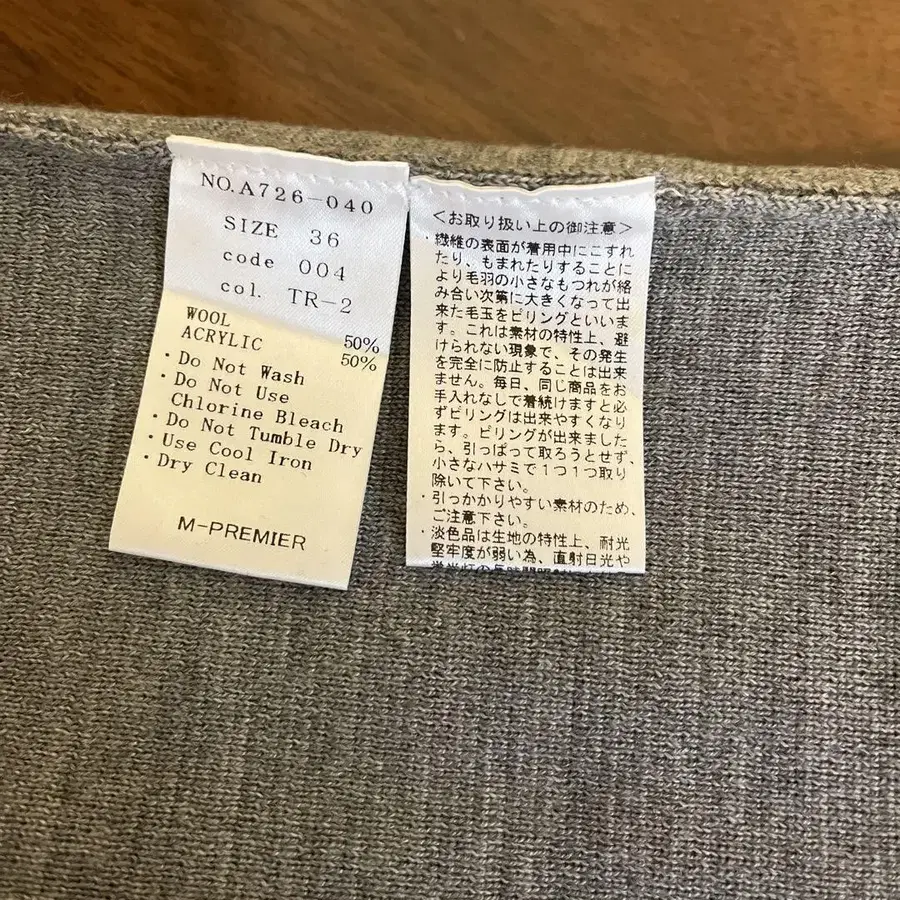 NO.A726-040
SIZE 36
code 004
col. TR-2
WOOL 50%
ACRYLIC 50%
・Do Not Wash
・Do Not Use
Chlorine Bleach
・Do Not Tumble Dry
・Use Cool Iron
・Dry Clean
M-PREMIER
＜お取り扱い上の御注意＞
・繊維の表面が着用中にこすれ
たり、もまれたりすることに
より毛羽の小さなもつれが絡
み合い次第に大きくなって出
来た毛玉をピリングといいま
す。これは素材の特性上、避
けられない現象で、その発生
を完全に防止することは出来
ません。毎日、同じ商品をお
手入れなしで着続けますと必
ずピリングは出来やすくなり
ます。ピリングが出来ました
ら、引っぱって取ろうとせず、
小さなハサミで1つ1つ取り
除いて下さい。
・引っかかりやすい素材のため、
ご注意下さい。
・淡色品は生地の特性上、耐光
堅牢度が弱い為、直射日光や